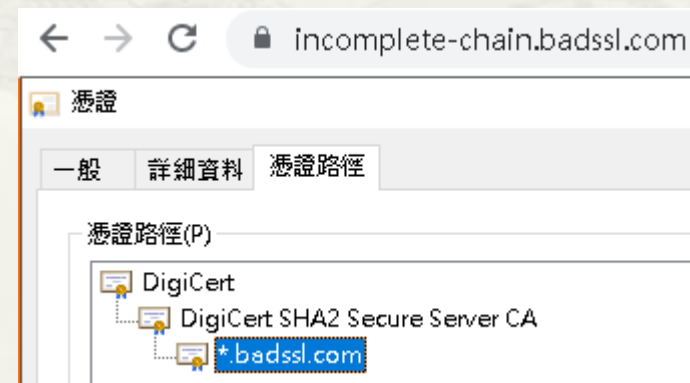 incomplete-chain.badssl.com
憑證
一般 詳細資料 憑證路徑
憑證路徑(P)
DigiCert
DigiCert SHA2 Secure Server CA
*.badssl.com